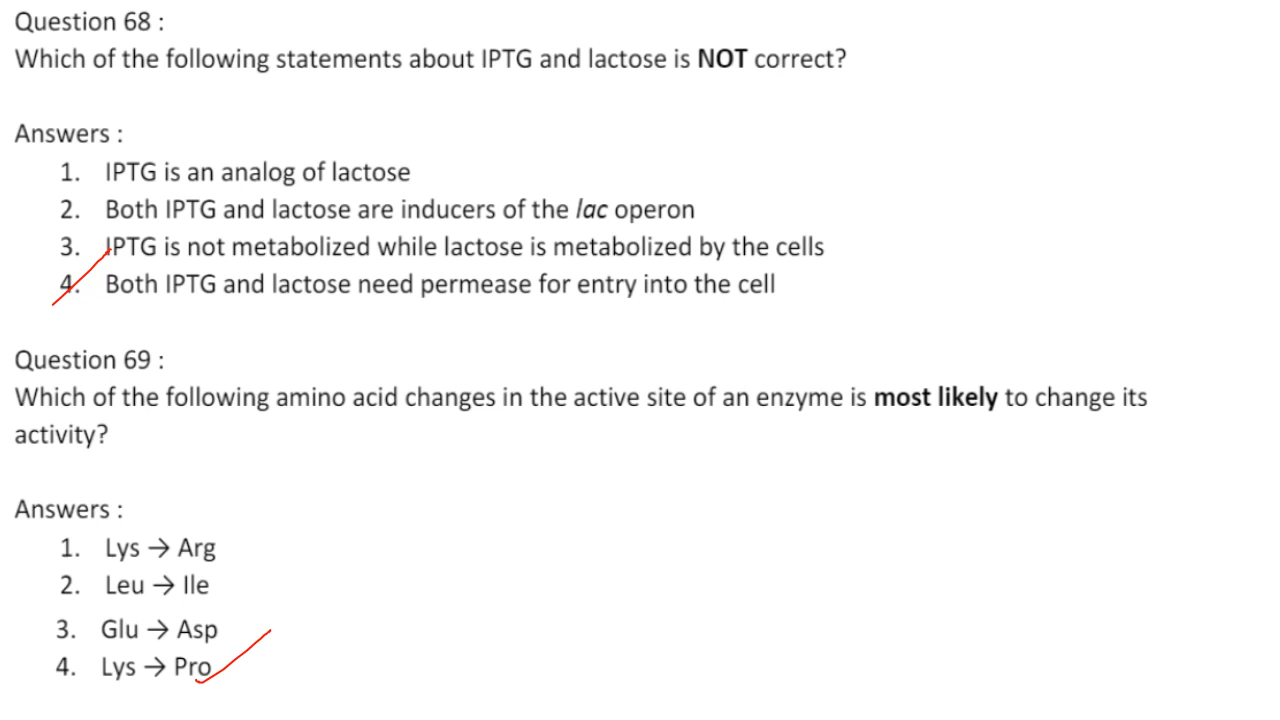 Question 68 :
Which of the following statements about IPTG and lactose is NOT correct?
Answers :
1. IPTG is an analog of lactose
2. Both IPTG and lactose are inducers of the lac operon
3. IPTG is not metabolized while lactose is metabolized by the cells
4. Both IPTG and lactose need permease for entry into the cell
Question 69 :
Which of the following amino acid changes in the active site of an enzyme is most likely to change its
activity?
Answers :
1. Lys → Arg
2. Leu → Ile
3. Glu → Asp
4. Lys → Pro